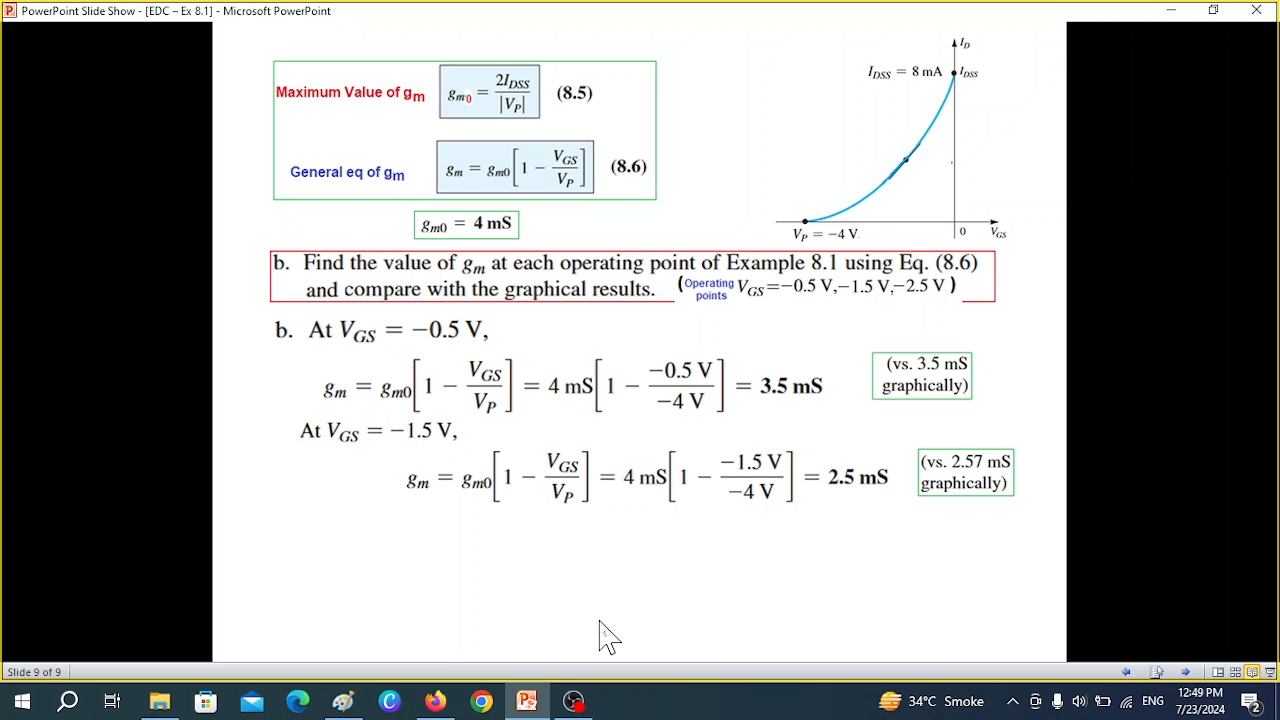 PowerPoint Slide Show - [EDC – Ex 8.1] - Microsoft PowerPoint
Maximum Value of gm
gm0 = 2IDSS / |VP| (8.5)
General eq of gm
gm = gm0[1 − VGS/VP] (8.6)
gm0 = 4 mS
ID
IDSS = 8 mA
IDSS
VP = −4 V
0
VGS
b. Find the value of gm at each operating point of Example 8.1 using Eq. (8.6)
and compare with the graphical results.
(Operating points VGS=−0.5 V,−1.5 V,−2.5 V)
b. At VGS = −0.5 V,
gm = gm0[1 − VGS/VP] = 4 mS[1 − −0.5 V/−4 V] = 3.5 mS
(vs. 3.5 mS
graphically)
At VGS = −1.5 V,
gm = gm0[1 − VGS/VP] = 4 mS[1 − −1.5 V/−4 V] = 2.5 mS
(vs. 2.57 mS
graphically)
Slide 9 of 9
34°C Smoke
ENG
12:49 PM
7/23/2024
2